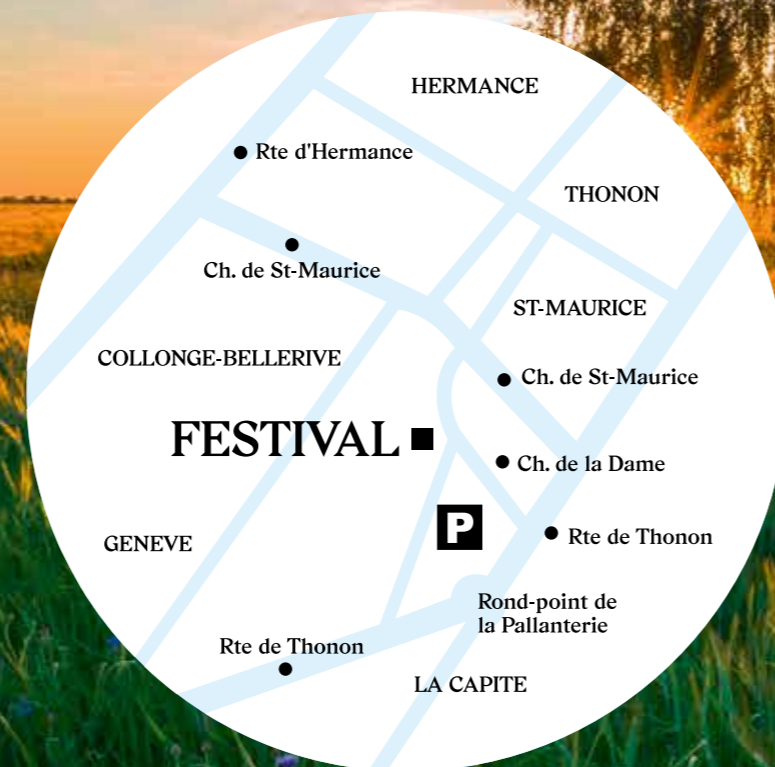 HERMANCE
Rte d'Hermance
THONON
Ch. de St-Maurice
ST-MAURICE
COLLONGE-BELLERIVE
Ch. de St-Maurice
FESTIVAL
Ch. de la Dame
P
GENEVE
Rte de Thonon
Rond-point de
la Pallanterie
Rte de Thonon
LA CAPITE